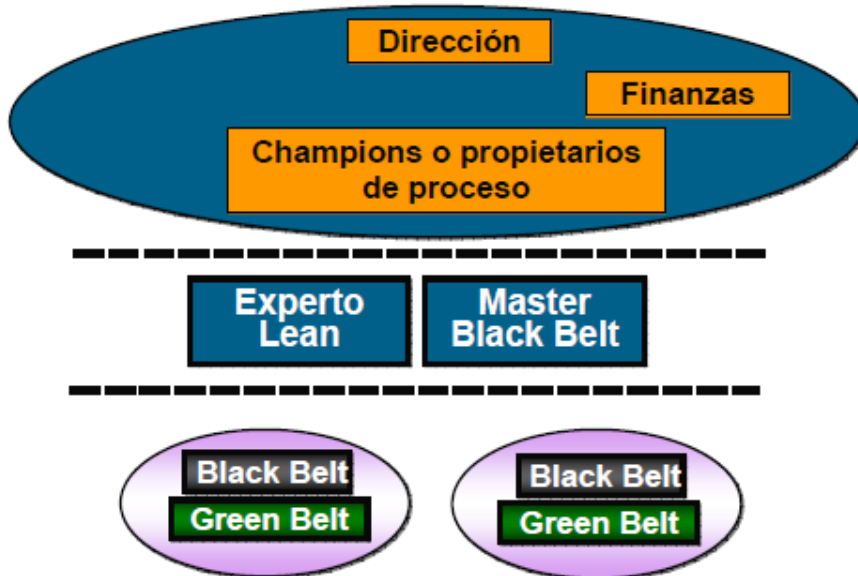 Dirección
Finanzas
Champions o propietarios
de proceso
Experto
Lean
Master
Black Belt
Black Belt
Green Belt
Black Belt
Green Belt